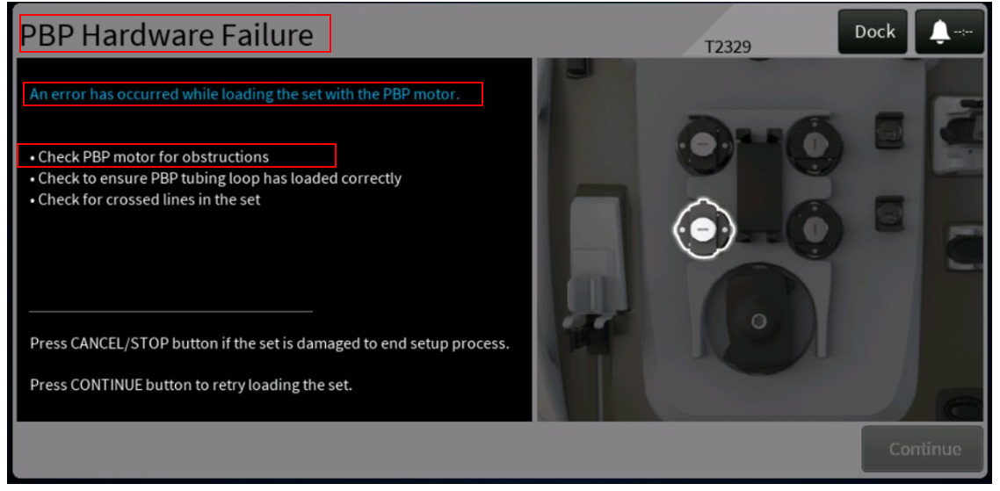 PBP Hardware Failure
T2329
Dock
--:--
An error has occurred while loading the set with the PBP motor.
• Check PBP motor for obstructions
• Check to ensure PBP tubing loop has loaded correctly
• Check for crossed lines in the set
Press CANCEL/STOP button if the set is damaged to end setup process.
Press CONTINUE button to retry loading the set.
Continue